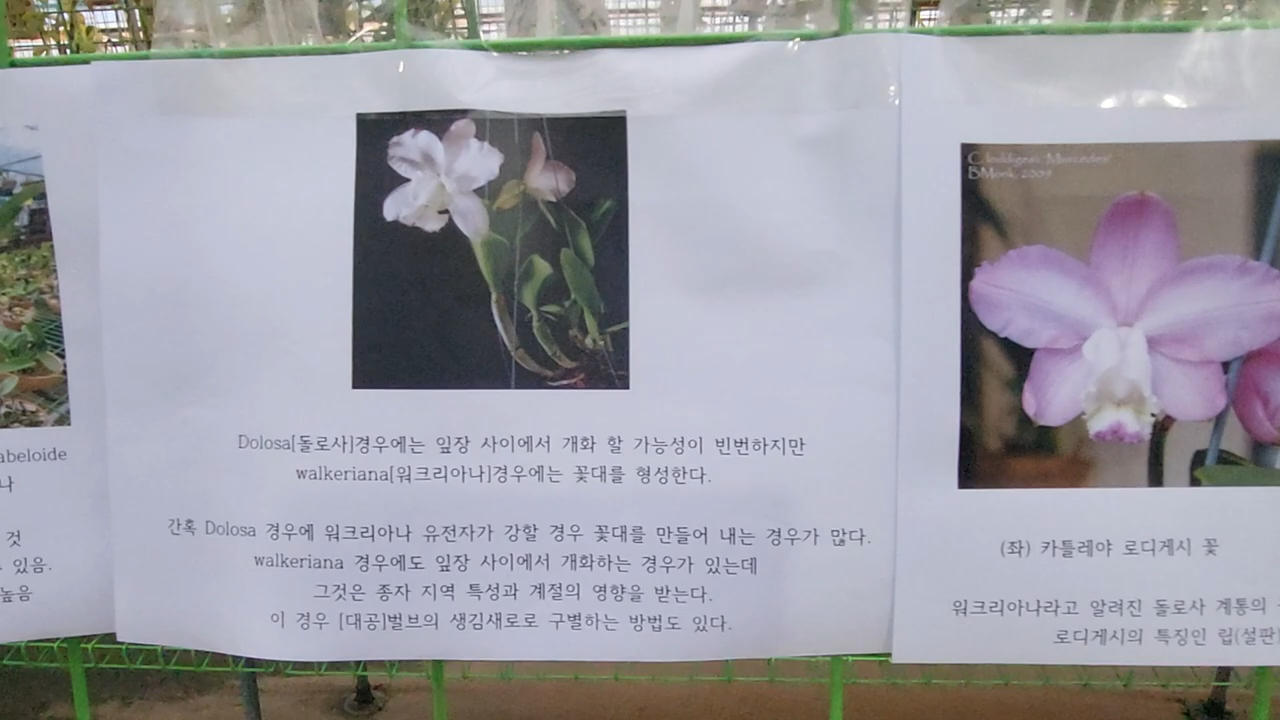 abeloide
나
것
있음.
높음
Dolosa[돌로사]경우에는 잎장 사이에서 개화 할 가능성이 빈번하지만
walkeriana[워크리아나]경우에는 꽃대를 형성한다.
간혹 Dolosa 경우에 워크리아나 유전자가 강할 경우 꽃대를 만들어 내는 경우가 많다.
walkeriana 경우에도 잎장 사이에서 개화하는 경우가 있는데
그것은 종자 지역 특성과 계절의 영향을 받는다.
이 경우 [대공]벌브의 생김새로로 구별하는 방법도 있다.
C. loddigesii 'Mercedes'
BMonk, 2009
(좌) 카틀레야 로디게시 꽃
워크리아나라고 알려진 돌로사 계통의
로디게시의 특징인 립(설판